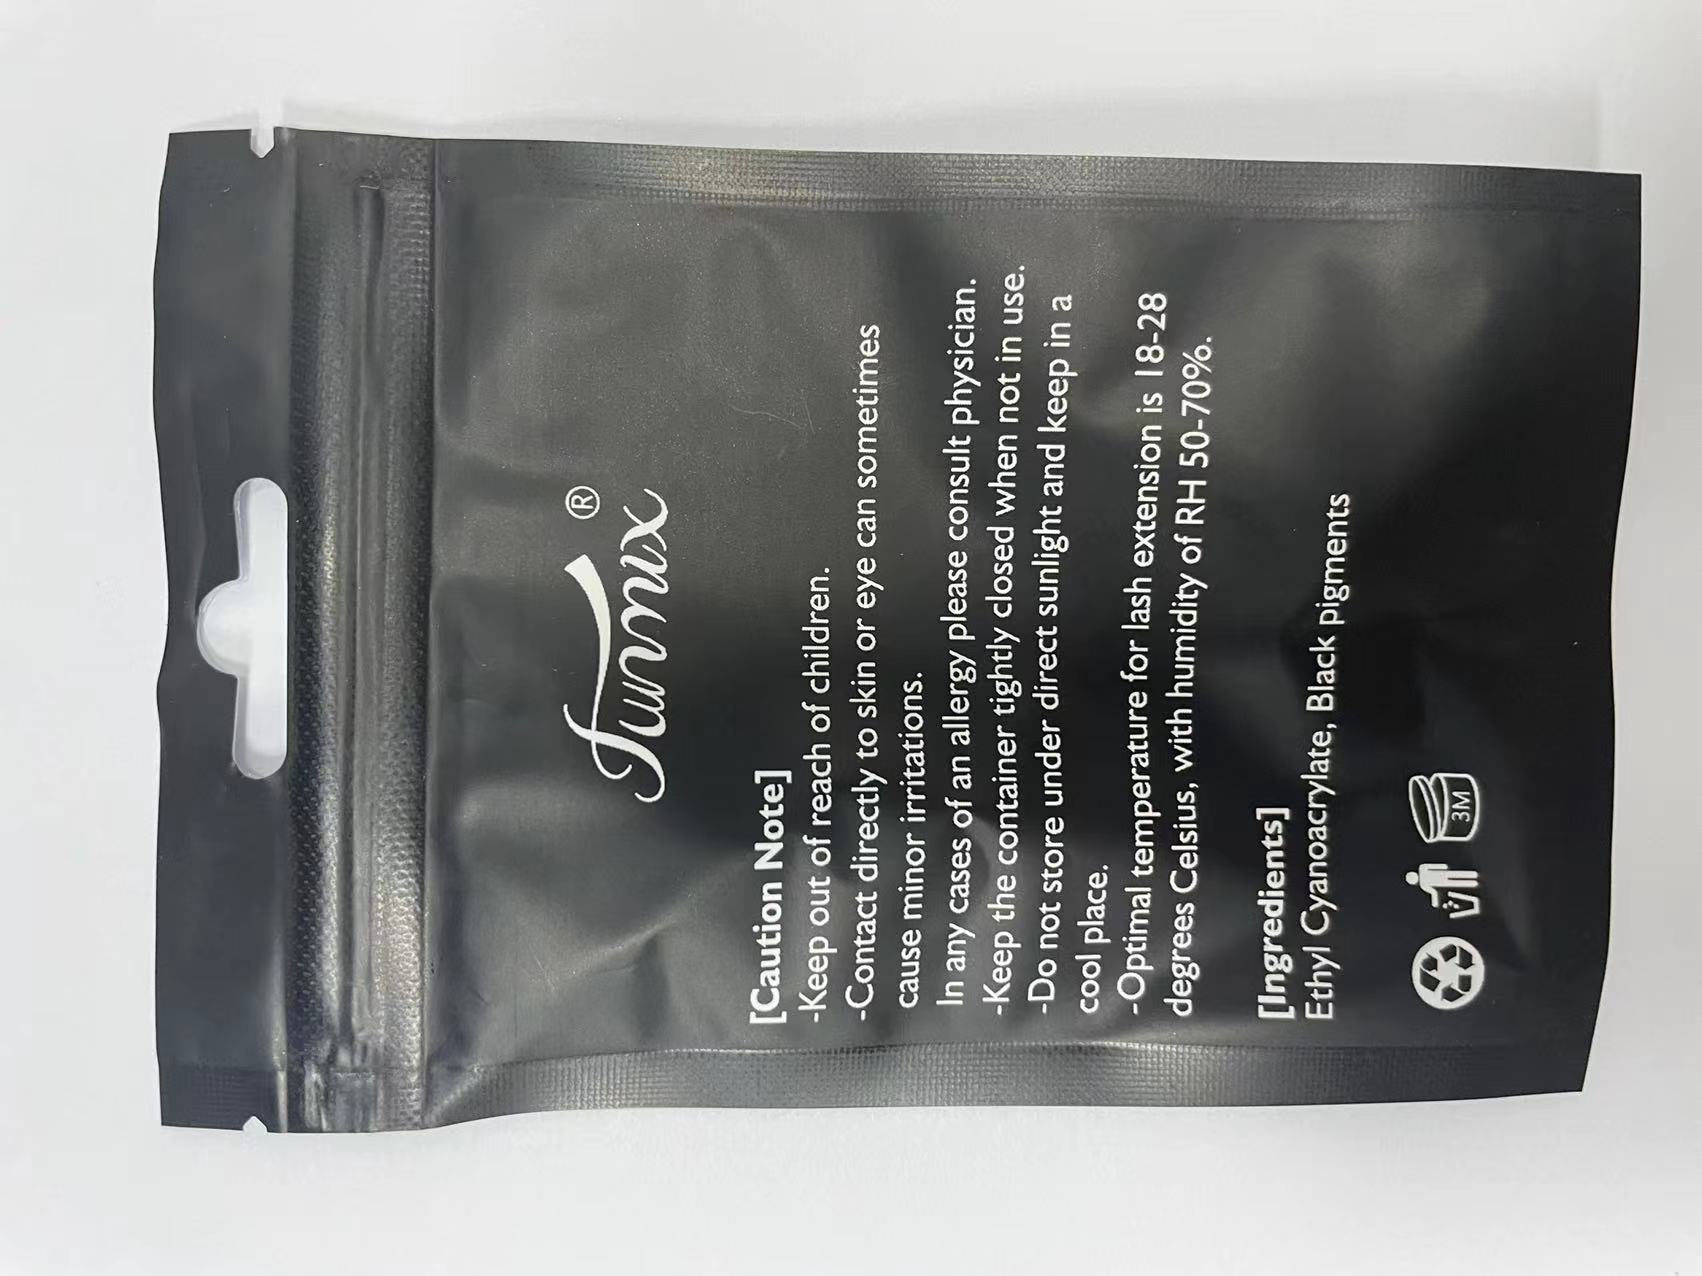 Funmix®
[Caution Note]
-Keep out of reach of children.
-Contact directly to skin or eye can sometimes
cause minor irritations.
In any cases of an allergy please consult physician.
-Keep the container tightly closed when not in use.
-Do not store under direct sunlight and keep in a
cool place.
-Optimal temperature for lash extension is 18-28
degrees Celsius, with humidity of RH 50-70%.
[Ingredients]
Ethyl Cyanoacrylate, Black pigments
3M